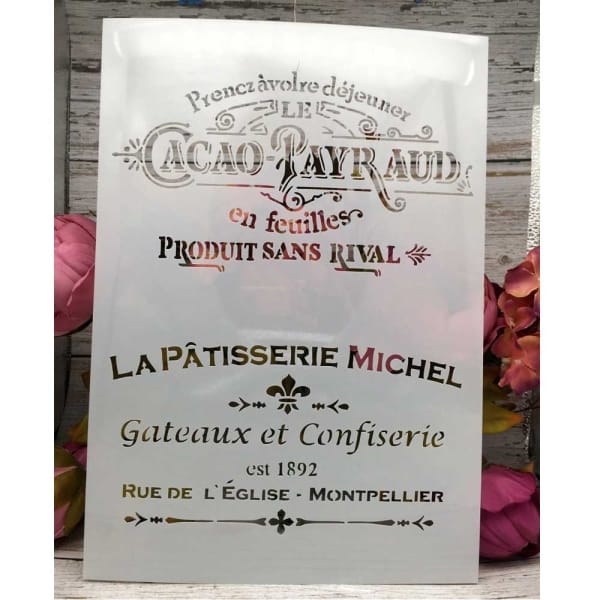 Prenez à votre déjeuner
LE
CACAO-PAYRAUD
en feuilles
PRODUIT SANS RIVAL
LA PÂTISSERIE MICHEL
Gateaux et Confiserie
est 1892
RUE DE L'ÉGLISE - MONTPELLIER